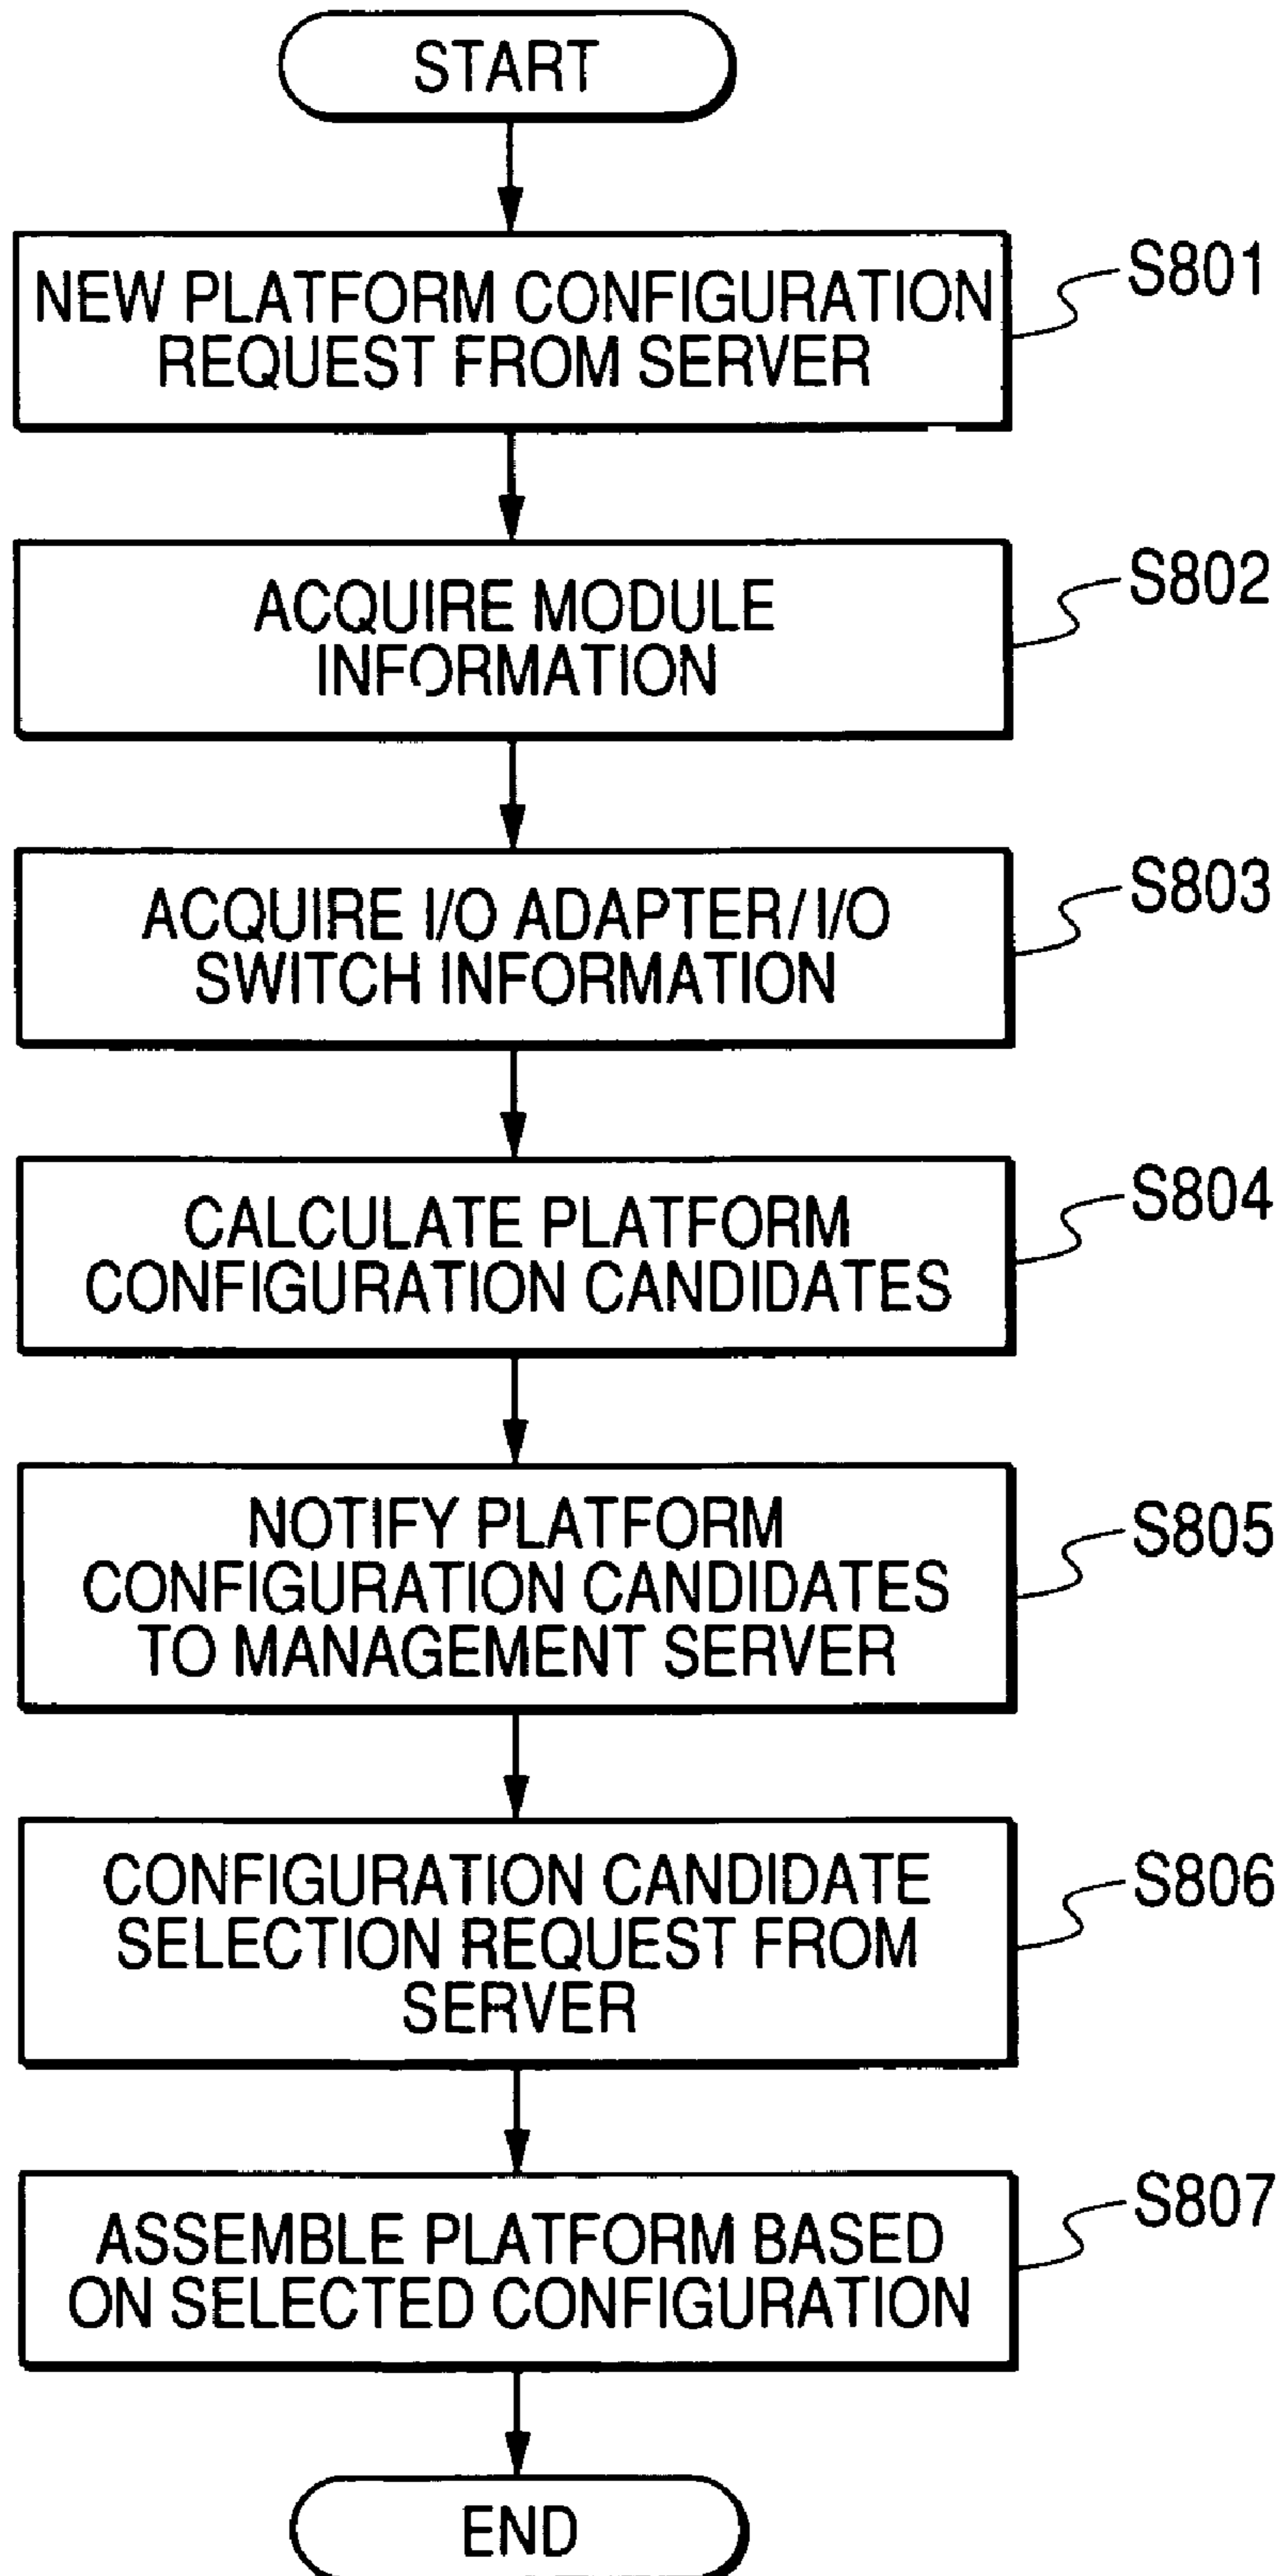 START
NEW PLATFORM CONFIGURATION
REQUEST FROM SERVER
S801
ACQUIRE MODULE
INFORMATION
S802
ACQUIRE I/O ADAPTER/I/O
SWITCH INFORMATION
S803
CALCULATE PLATFORM
CONFIGURATION CANDIDATES
S804
NOTIFY PLATFORM
CONFIGURATION CANDIDATES
TO MANAGEMENT SERVER
S805
CONFIGURATION CANDIDATE
SELECTION REQUEST FROM
SERVER
S806
ASSEMBLE PLATFORM BASED
ON SELECTED CONFIGURATION
S807
END